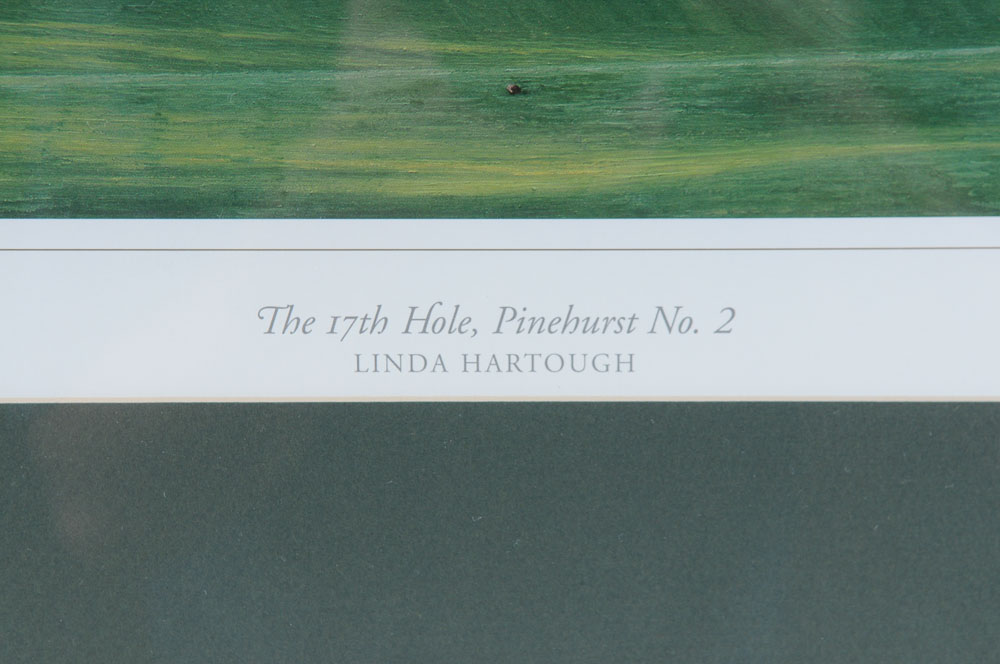 The 17th Hole, Pinehurst No. 2
LINDA HARTOUGH